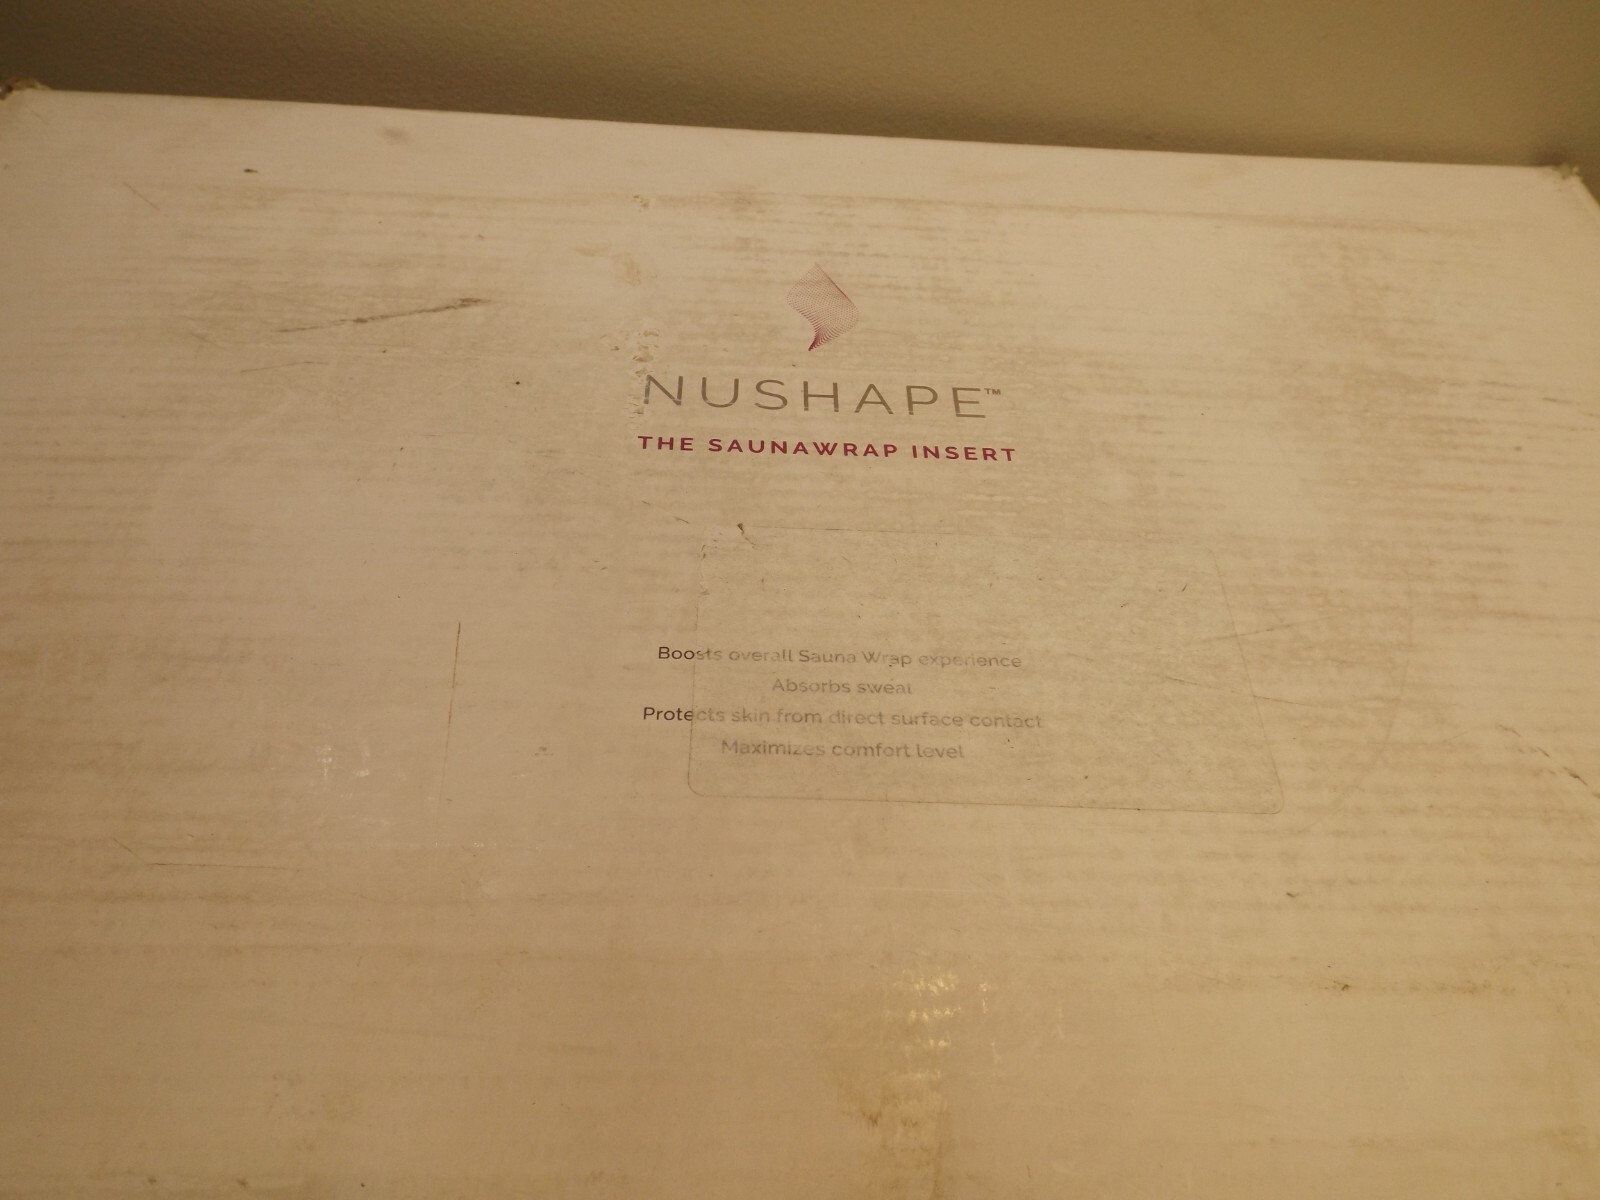 NUSHAPE™
THE SAUNAWRAP INSERT
Boosts overall Sauna Wrap experience
Absorbs sweat
Protects skin from direct surface contact
Maximizes comfort level